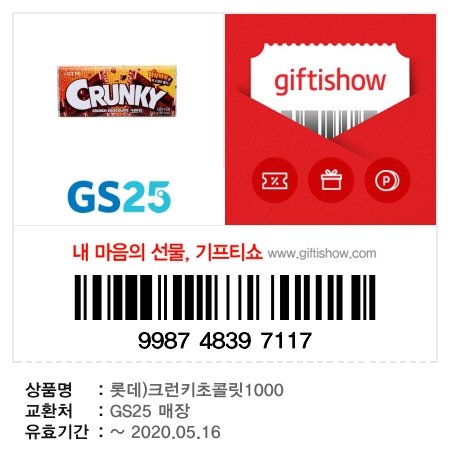 LOTTE
CRUNKY
CRUNCH CHOCOLATE
GS25
giftishow
P
내 마음의 선물, 기프티쇼 www.giftishow.com
9987 4839 7117
상품명 : 롯데)크런키초콜릿1000
교환처 : GS25 매장
유효기간 : ~ 2020.05.16